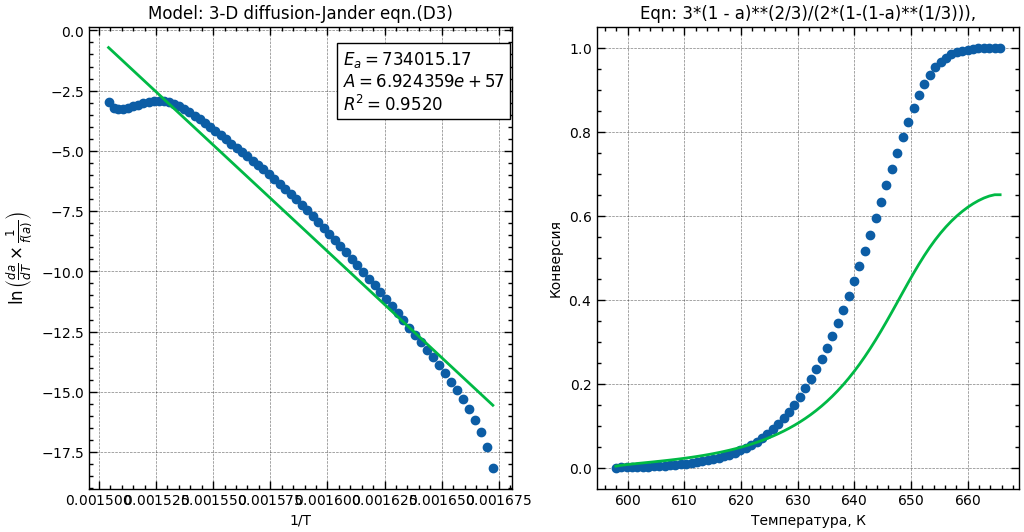 Model: 3-D diffusion-Jander eqn.(D3)
0.0
−2.5
−5.0
−7.5
−10.0
−12.5
−15.0
−17.5
ln(da/dT × 1/f(a))
E_a = 734015.17
A = 6.924359e + 57
R² = 0.9520
0.001500 0.001525 0.001550 0.001575 0.001600 0.001625 0.001650 0.001675
1/T
Eqn: 3*(1 - a)**(2/3)/(2*(1-(1-a)**(1/3))),
1.0
0.8
0.6
0.4
0.2
0.0
Конверсия
600 610 620 630 640 650 660
Температура, К